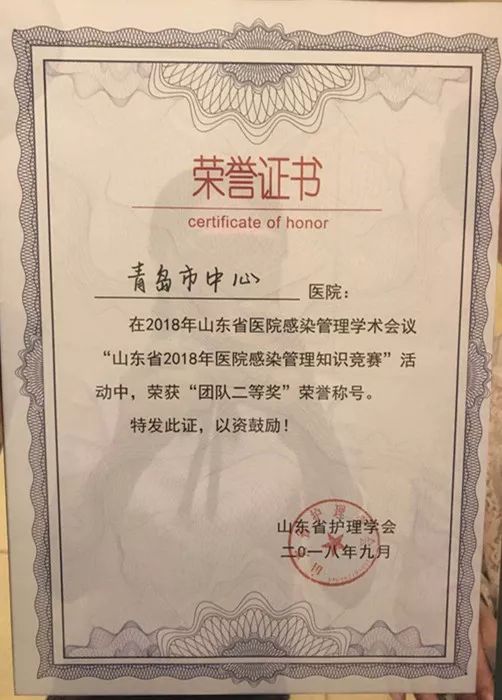 荣誉证书
certificate of honor
青岛市中心 医院：
在2018年山东省医院感染管理学术会议
“山东省2018年医院感染管理知识竞赛”活
动中，荣获“团队二等奖”荣誉称号。
特发此证，以资鼓励！
山东省护理学会
二〇一八年九月